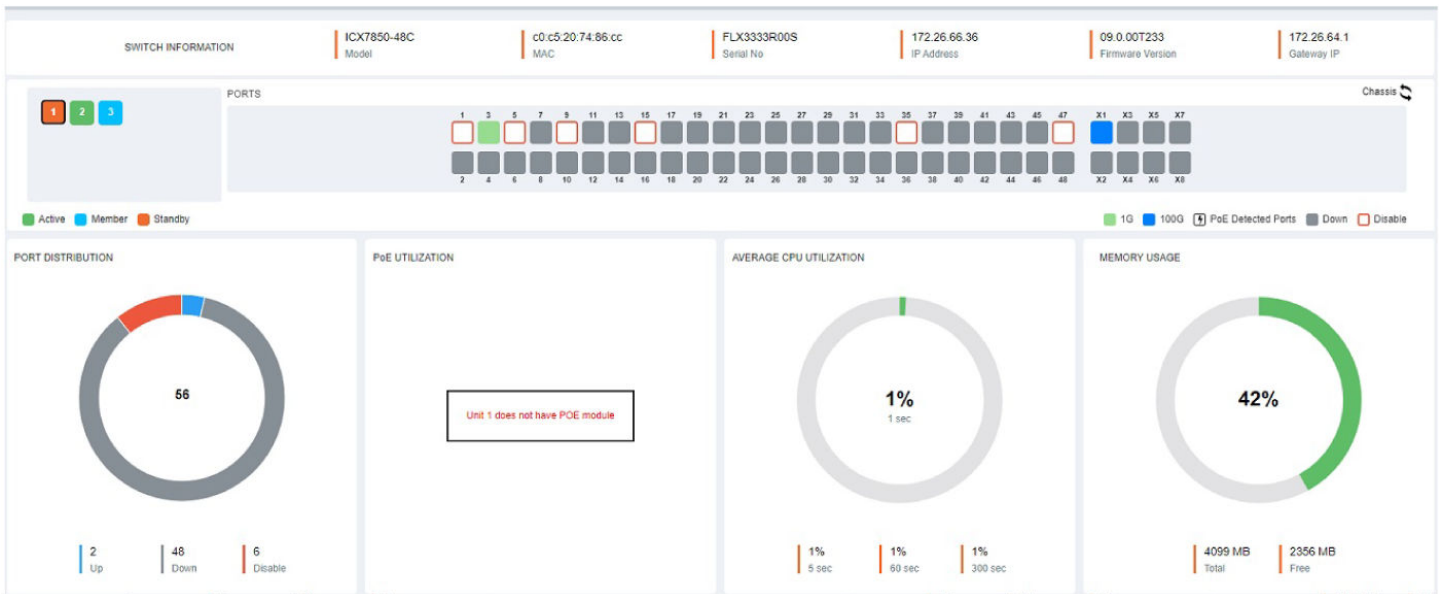 SWITCH INFORMATION
ICX7850-48C
Model
c0:c5:20:74:86:cc
MAC
FLX3333R00S
Serial No
172.26.66.36
IP Address
09.0.00T233
Firmware Version
172.26.64.1
Gateway IP
1 2 3
PORTS
Chassis
1 3 5 7 9 11 13 15 17 19 21 23 25 27 29 31 33 35 37 39 41 43 45 47 X1 X3 X5 X7
2 4 6 8 10 12 14 16 18 20 22 24 26 28 30 32 34 36 38 40 42 44 46 48 X2 X4 X6 X8
Active Member Standby
1G 100G PoE Detected Ports Down Disable
PORT DISTRIBUTION
56
2
Up
48
Down
6
Disable
PoE UTILIZATION
Unit 1 does not have POE module
AVERAGE CPU UTILIZATION
1%
1 sec
1%
5 sec
1%
60 sec
1%
300 sec
MEMORY USAGE
42%
4099 MB
Total
2356 MB
Free